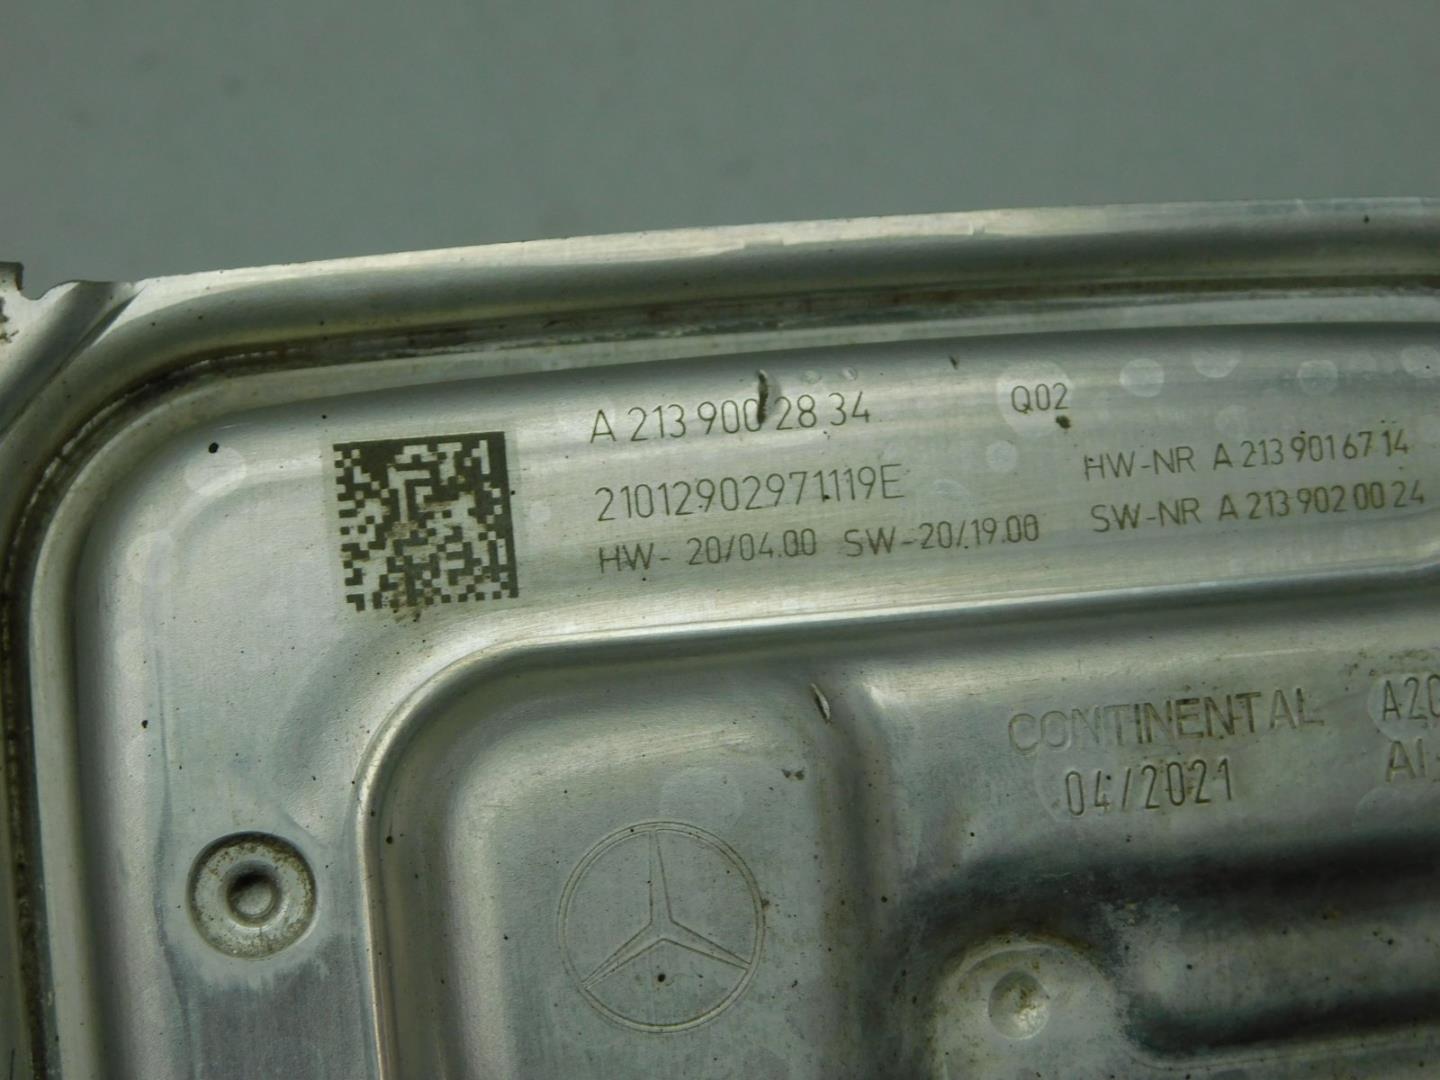 A 213 900 28 34 Q02
21012902971119E HW-NR A 213 901 67 14
HW- 20/04.00 SW-20/19.00 SW-NR A 213 902 00 24
CONTINENTAL
04/2021